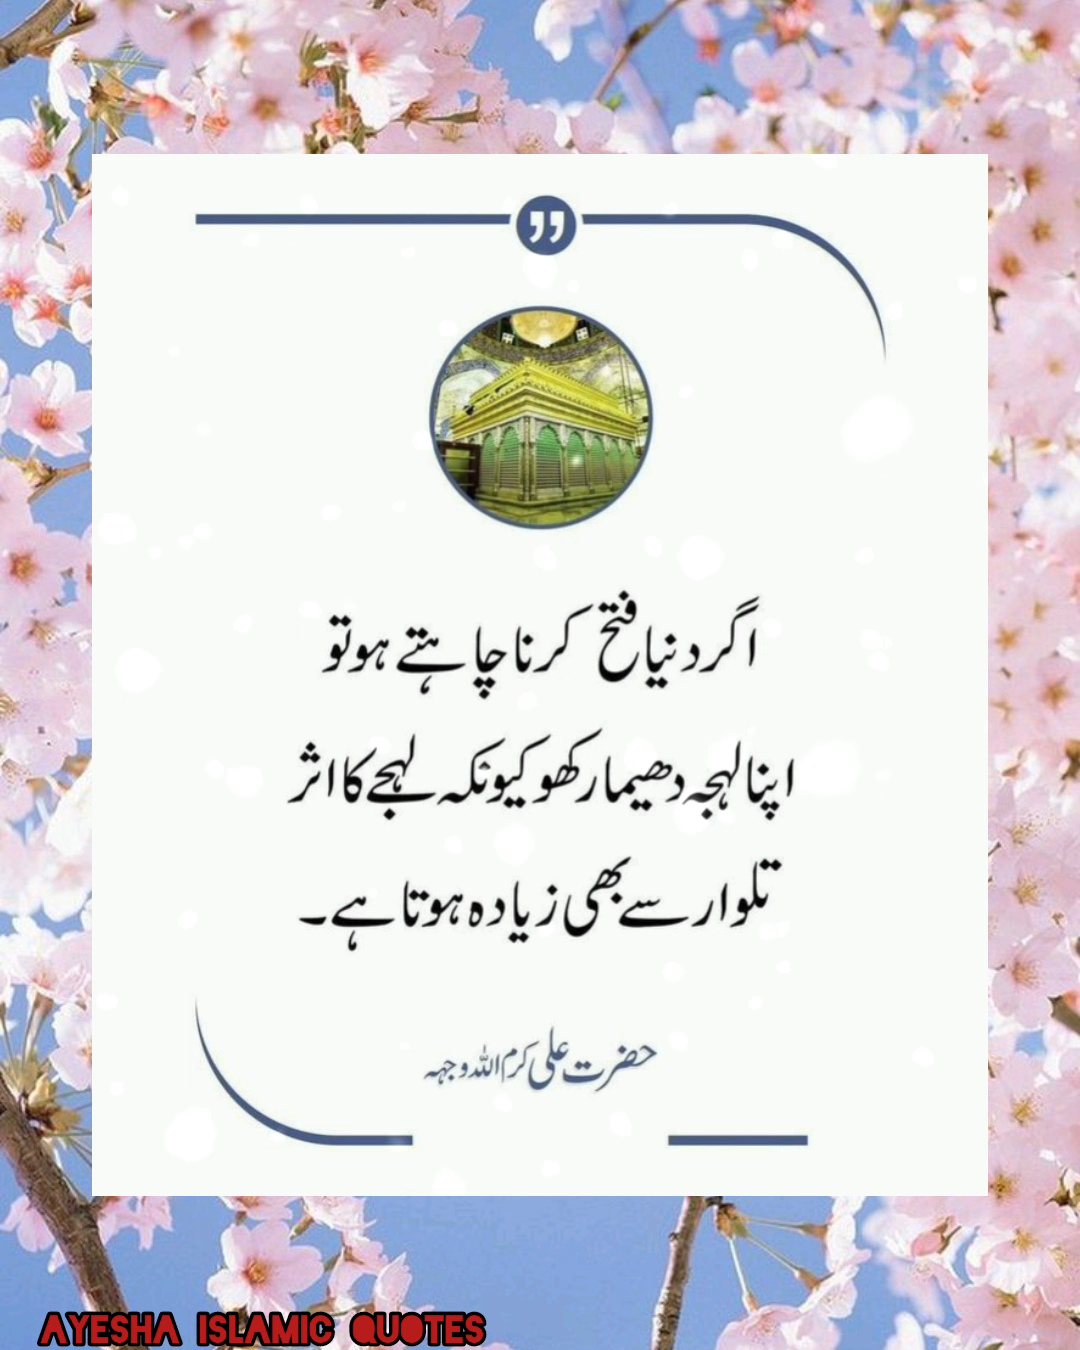 اگر دنیا فتح کرنا چاہتے ہو تو
اپنا لہجہ دھیما رکھو کیونکہ لہجے کا اثر
تلوار سے بھی زیادہ ہوتا ہے۔
حضرت علی کرم اللہ وجہہ
AYESHA ISLAMIC QUOTES